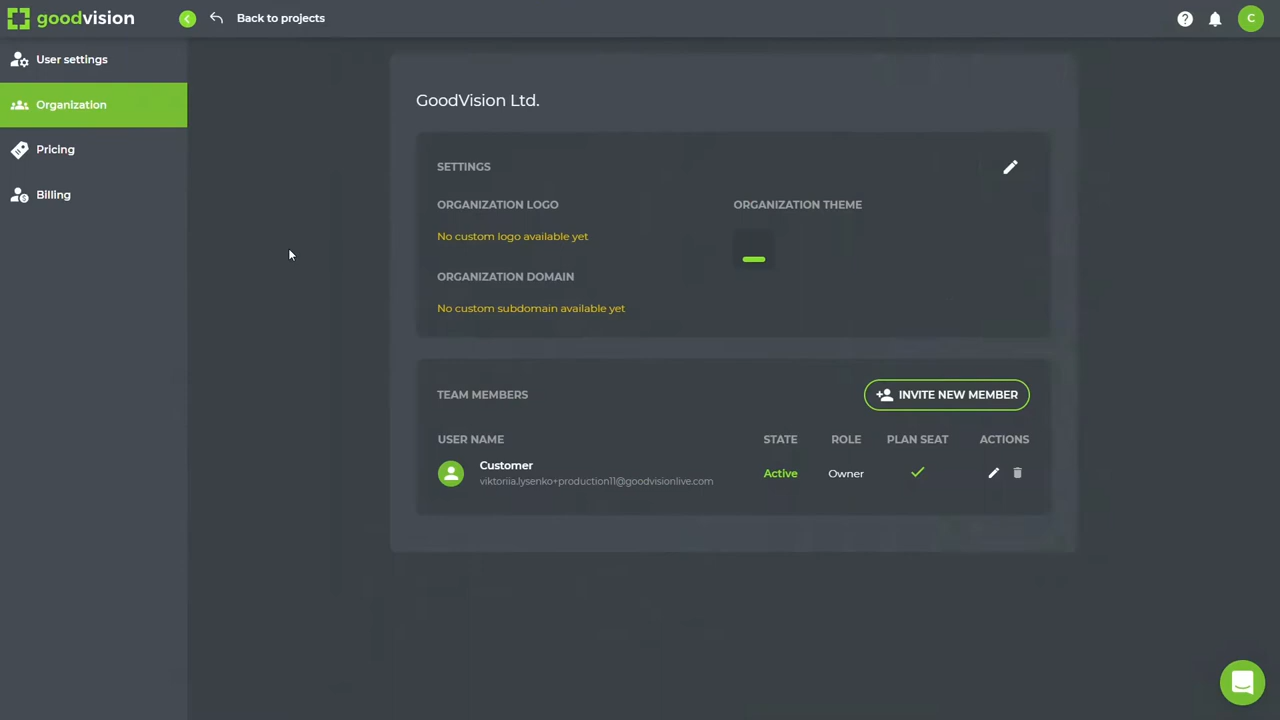 goodvision
Back to projects
C
User settings
Organization
Pricing
Billing
GoodVision Ltd.
SETTINGS
ORGANIZATION LOGO
ORGANIZATION THEME
No custom logo available yet
ORGANIZATION DOMAIN
No custom subdomain available yet
TEAM MEMBERS
INVITE NEW MEMBER
USER NAME STATE ROLE PLAN SEAT ACTIONS
Customer
viktoriia.lysenko+production11@goodvisionlive.com
Active Owner